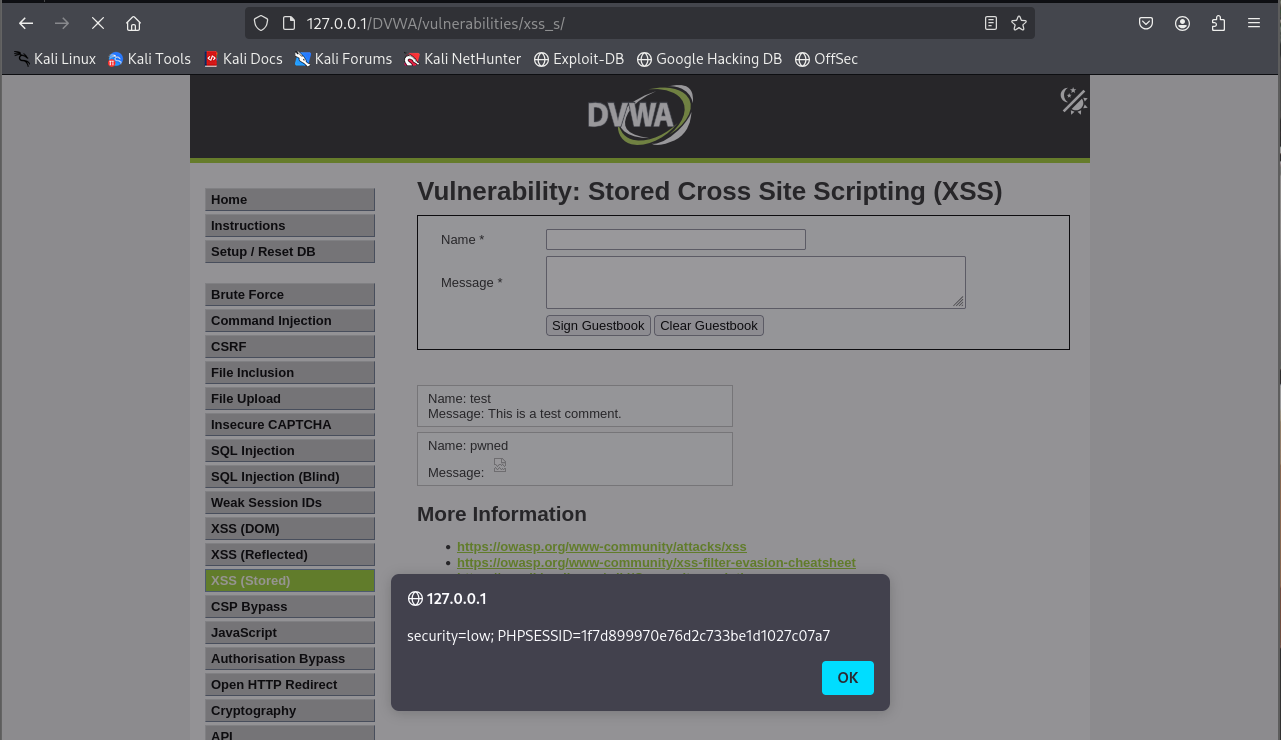 127.0.0.1/DVWA/vulnerabilities/xss_s/
Kali Linux Kali Tools Kali Docs Kali Forums Kali NetHunter Exploit-DB Google Hacking DB OffSec
DVWA
Home
Instructions
Setup / Reset DB
Brute Force
Command Injection
CSRF
File Inclusion
File Upload
Insecure CAPTCHA
SQL Injection
SQL Injection (Blind)
Weak Session IDs
XSS (DOM)
XSS (Reflected)
XSS (Stored)
CSP Bypass
JavaScript
Authorisation Bypass
Open HTTP Redirect
Cryptography
API
Vulnerability: Stored Cross Site Scripting (XSS)
Name *
Message *
Sign Guestbook Clear Guestbook
Name: test
Message: This is a test comment.
Name: pwned
Message:
More Information
https://owasp.org/www-community/attacks/xss
https://owasp.org/www-community/xss-filter-evasion-cheatsheet
127.0.0.1
security=low; PHPSESSID=1f7d899970e76d2c733be1d1027c07a7
OK